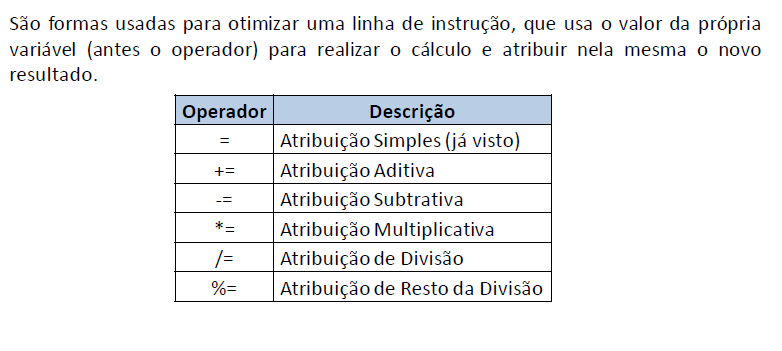 São formas usadas para otimizar uma linha de instrução, que usa o valor da própria
variável (antes o operador) para realizar o cálculo e atribuir nela mesma o novo
resultado.
Operador Descrição
= Atribuição Simples (já visto)
+= Atribuição Aditiva
-= Atribuição Subtrativa
*= Atribuição Multiplicativa
/= Atribuição de Divisão
%= Atribuição de Resto da Divisão